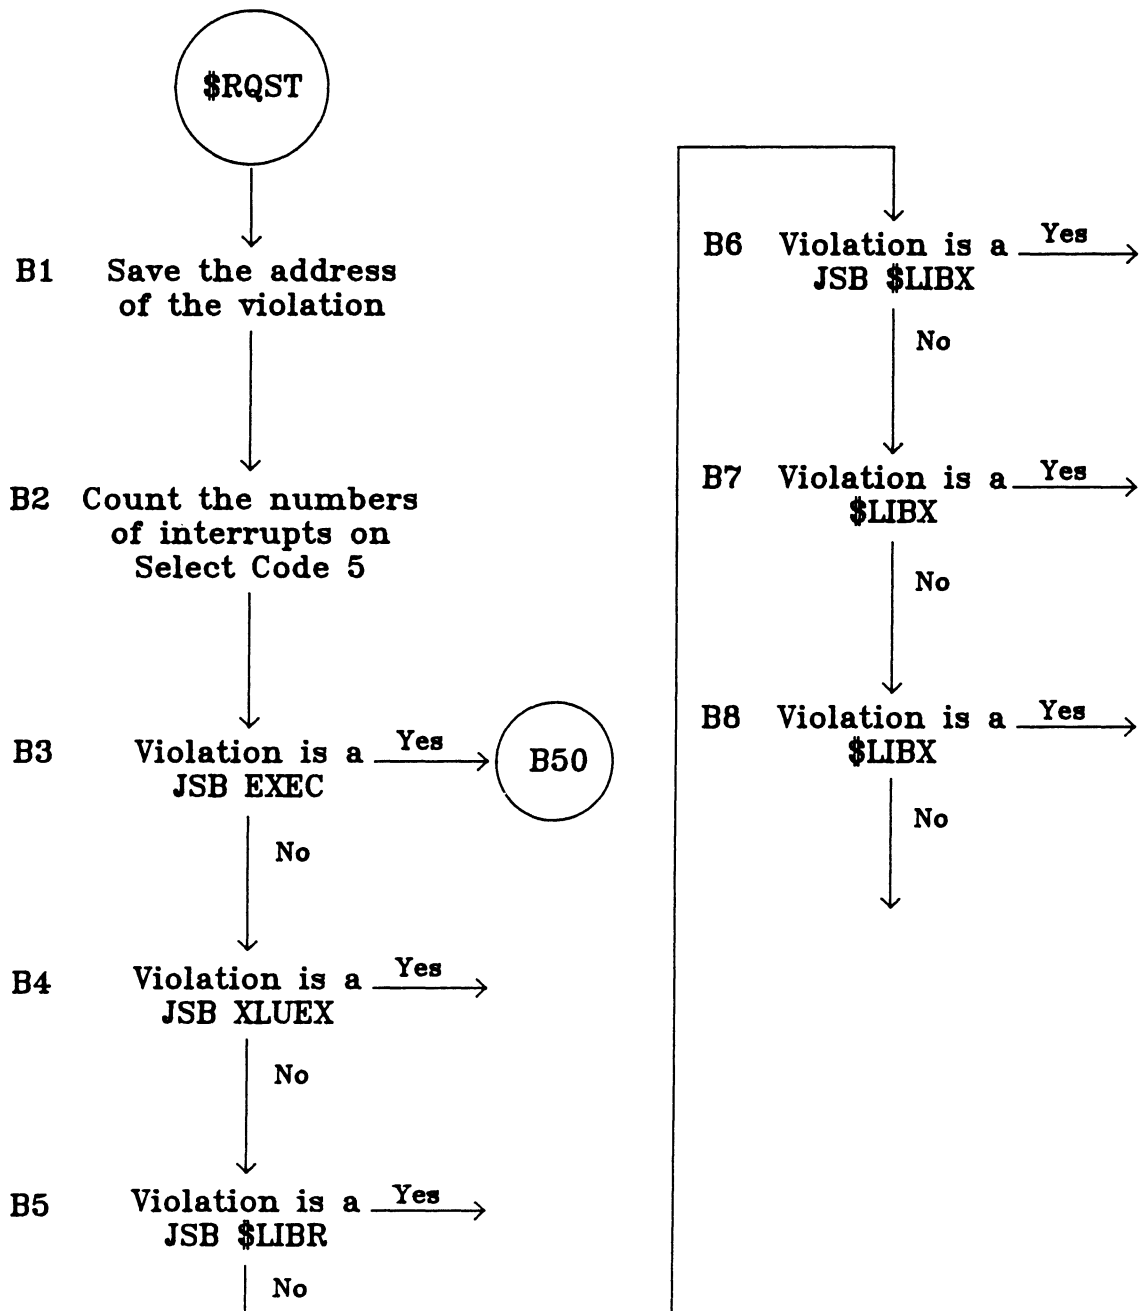 $RQST
B1 Save the address
of the violation
B2 Count the numbers
of interrupts on
Select Code 5
B3 Violation is a Yes B50
JSB EXEC
No
B4 Violation is a Yes
JSB XLUEX
No
B5 Violation is a Yes
JSB $LIBR
No
B6 Violation is a Yes
JSB $LIBX
No
B7 Violation is a Yes
$LIBX
No
B8 Violation is a Yes
$LIBX
No